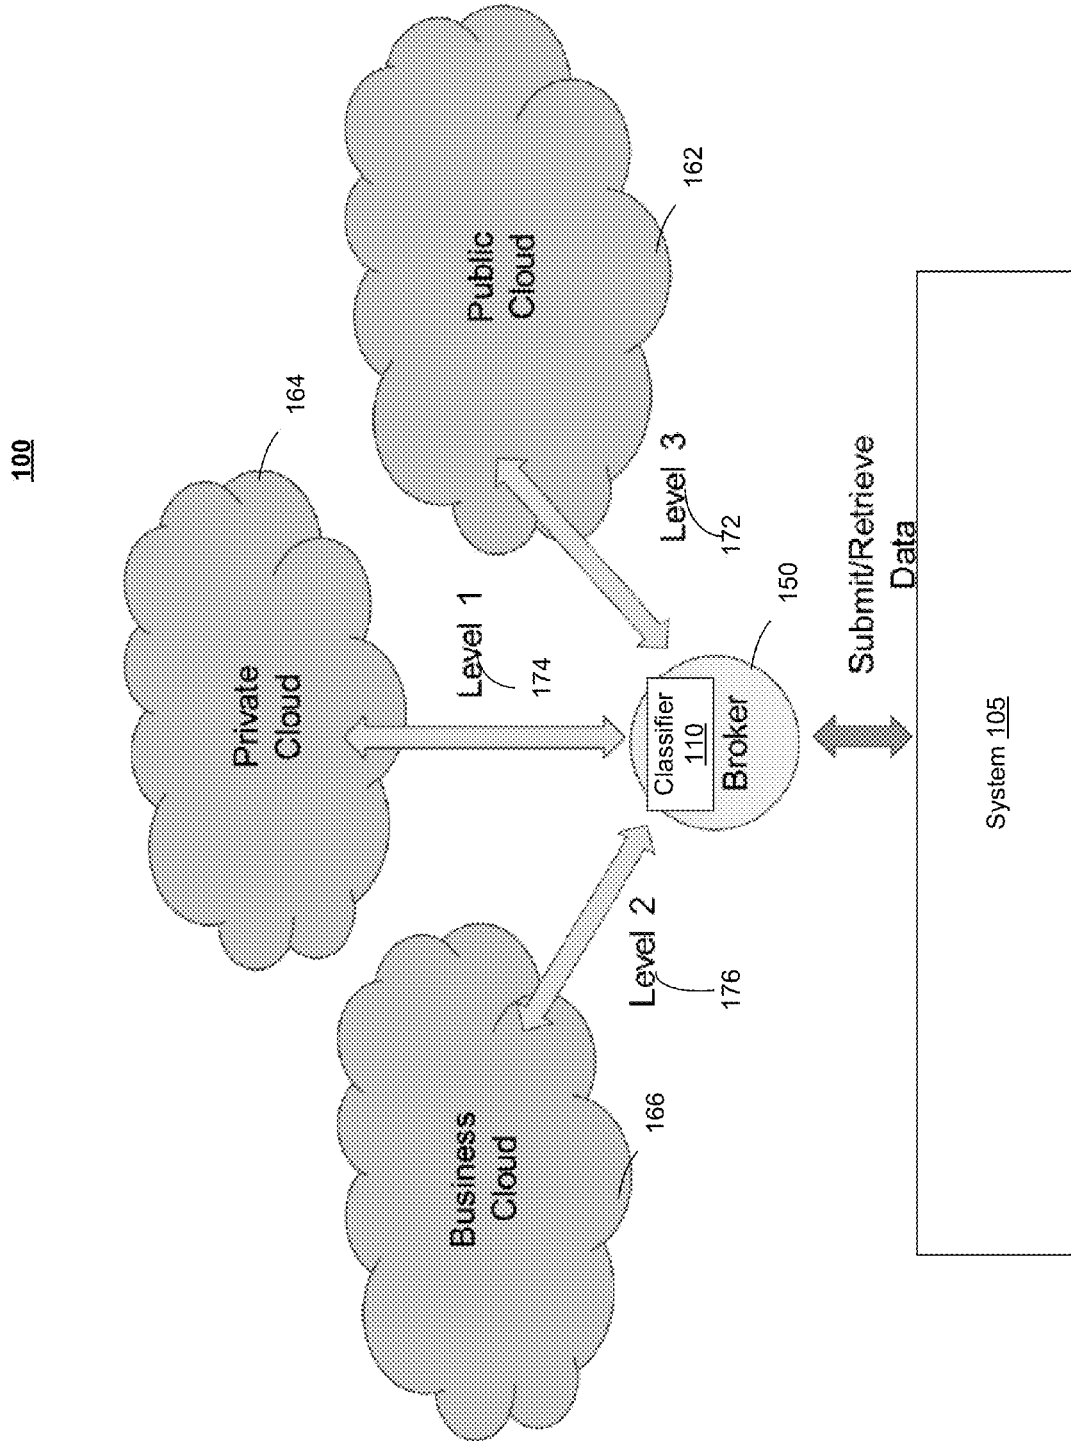 100
Private
Cloud
164
Business
Cloud
166
Public
Cloud
162
Level 1
174
Level 2
176
Level 3
172
Classifier
110
Broker
150
Submit/Retrieve
Data
System 105